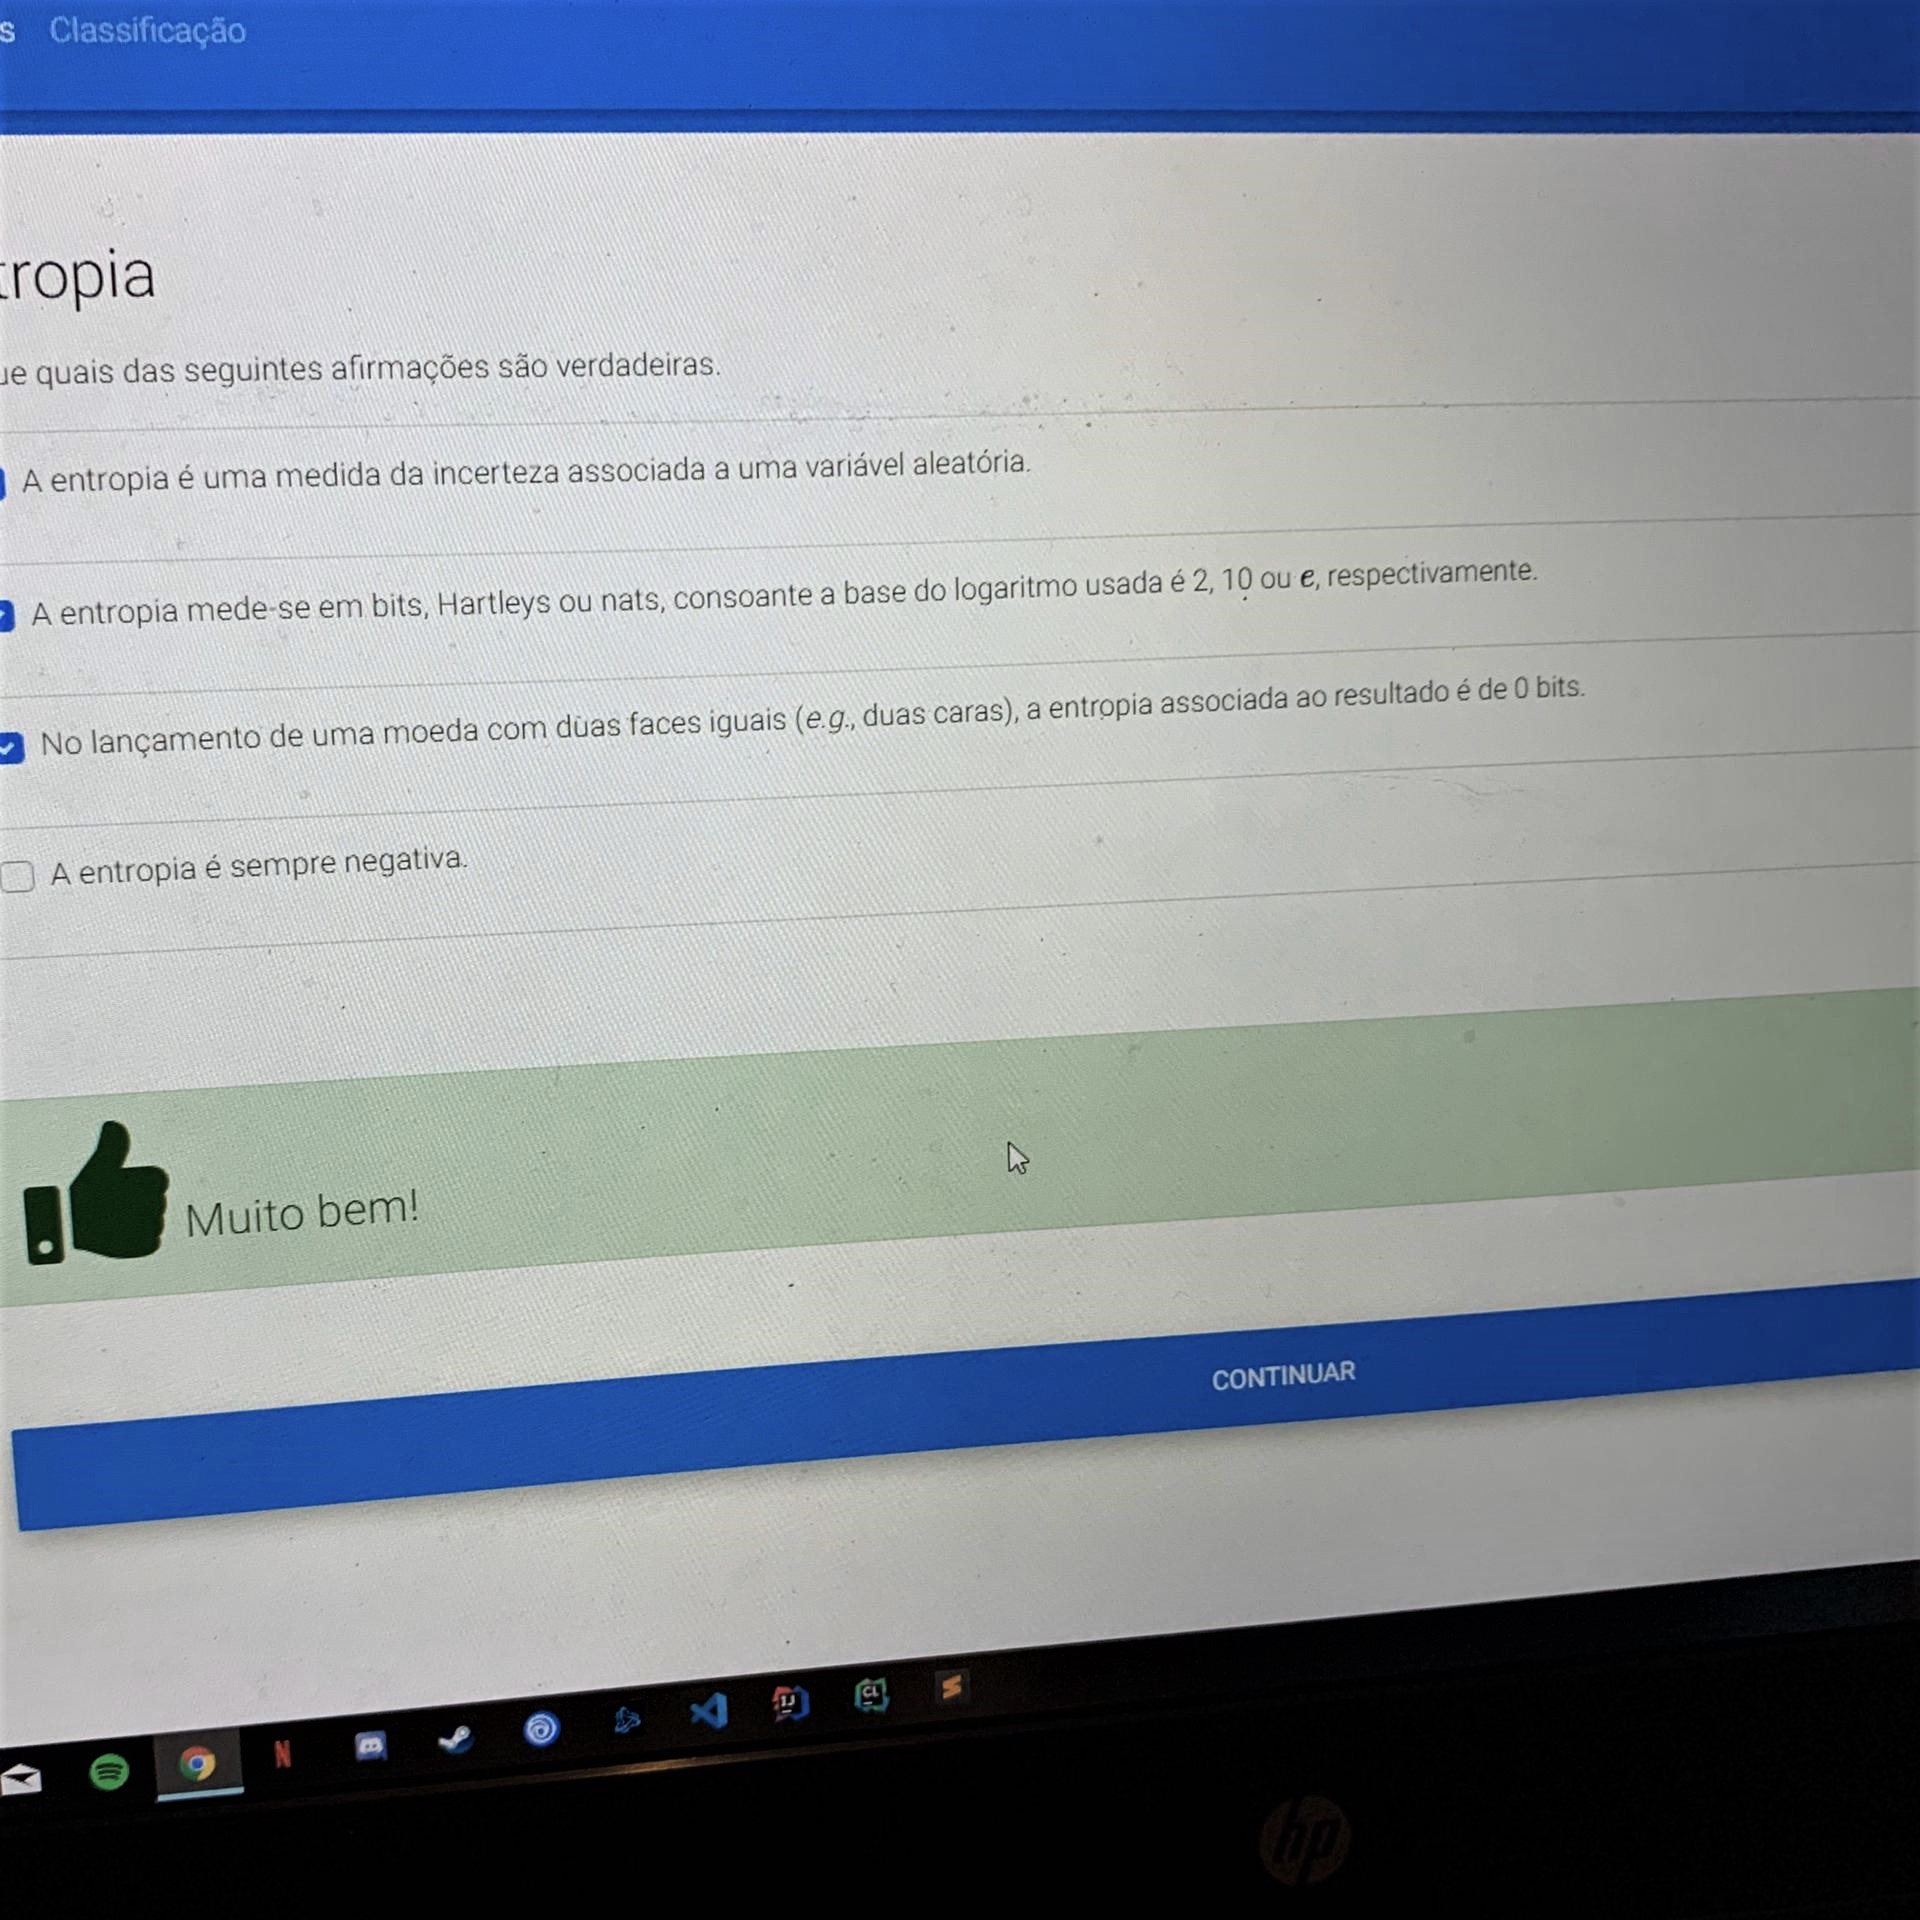 s Classificação
tropia
ue quais das seguintes afirmações são verdadeiras.
A entropia é uma medida da incerteza associada a uma variável aleatória.
A entropia mede-se em bits, Hartleys ou nats, consoante a base do logaritmo usada é 2, 10 ou e, respectivamente.
No lançamento de uma moeda com duas faces iguais (e.g., duas caras), a entropia associada ao resultado é de 0 bits.
A entropia é sempre negativa.
Muito bem!
CONTINUAR
N
IJ
CL
hp